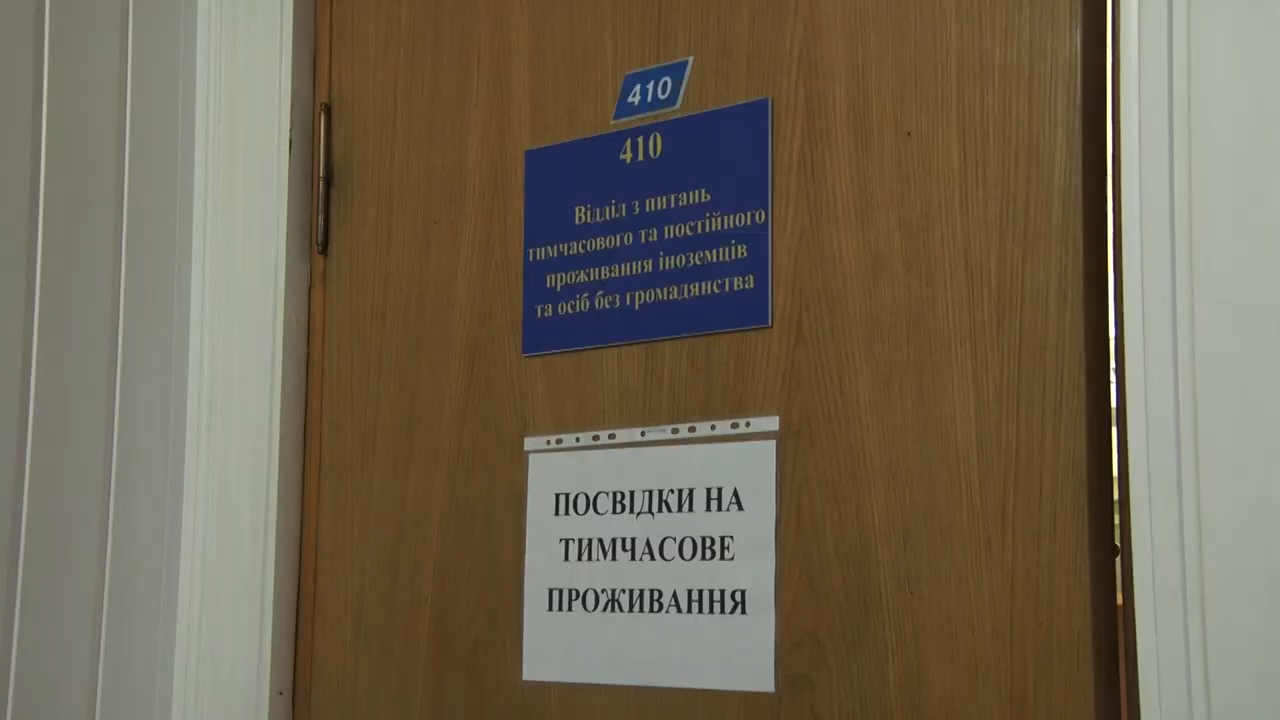 410
410
Відділ з питань
тимчасового та постійного
проживання іноземців
та осіб без громадянства
ПОСВІДКИ НА
ТИМЧАСОВЕ
ПРОЖИВАННЯ